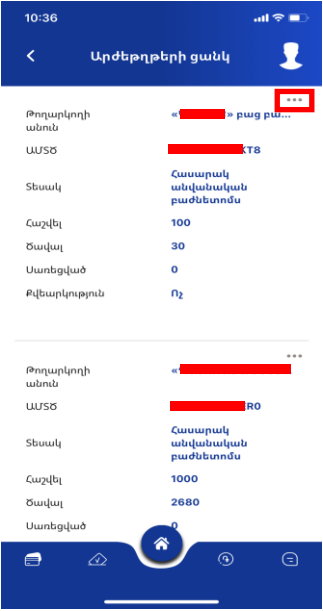 10:36
Արժեթղթերի ցանկ
Թողարկողի անուն «' » բաց բա...
ԱՄՏԾ KT8
Տեսակ Հասարակ անվանական բաժնետոմս
Հաշվել 100
Ծավալ 30
Սառեցված 0
Քվեարկություն Ոչ
Թողարկողի անուն «'
ԱՄՏԾ R0
Տեսակ Հասարակ անվանական բաժնետոմս
Հաշվել 1000
Ծավալ 2680
Սառեցված 0